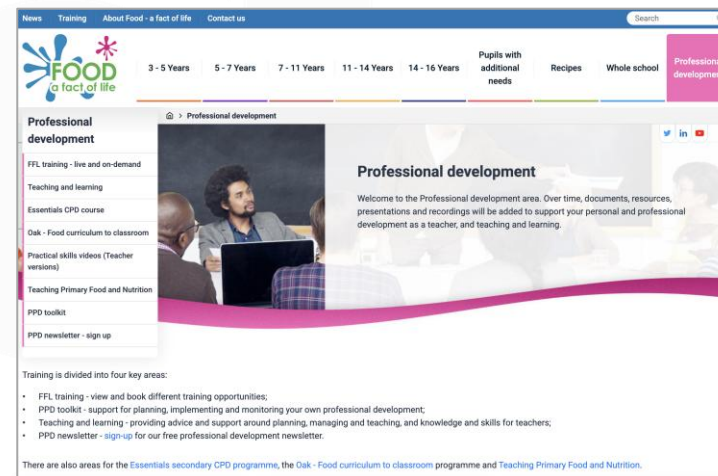 News Training About Food - a fact of life Contact us Search
FOOD
a fact of life
3 - 5 Years 5 - 7 Years 7 - 11 Years 11 - 14 Years 14 - 16 Years Pupils with additional needs Recipes Whole school Professional development
Professional
development
FFL training - live and on-demand
Teaching and learning
Essentials CPD course
Oak - Food curriculum to classroom
Practical skills videos (Teacher
versions)
Teaching Primary Food and Nutrition
PPD toolkit
PPD newsletter - sign up
> Professional development
Professional development
Welcome to the Professional development area. Over time, documents, resources,
presentations and recordings will be added to support your personal and professional
development as a teacher, and teaching and learning.
Training is divided into four key areas:
• FFL training - view and book different training opportunities;
• PPD toolkit - support for planning, implementing and monitoring your own professional development;
• Teaching and learning - providing advice and support around planning, managing and teaching, and knowledge and skills for teachers;
• PPD newsletter - sign-up for our free professional development newsletter.
There are also areas for the Essentials secondary CPD programme, the Oak - Food curriculum to classroom programme and Teaching Primary Food and Nutrition.